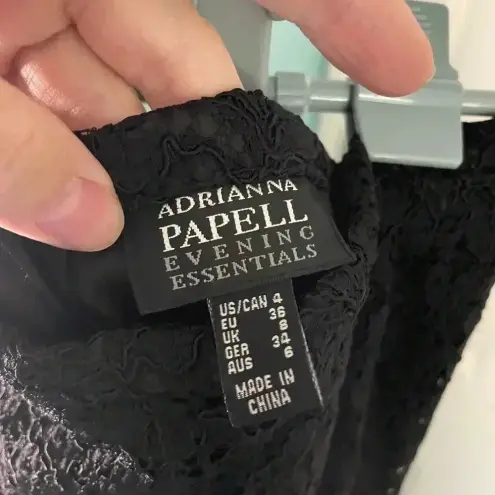 ADRIANNA
PAPELL
EVENING
ESSENTIALS
US/CAN 4
EU 36
UK 8
GER 34
AUS 6
MADE IN
CHINA